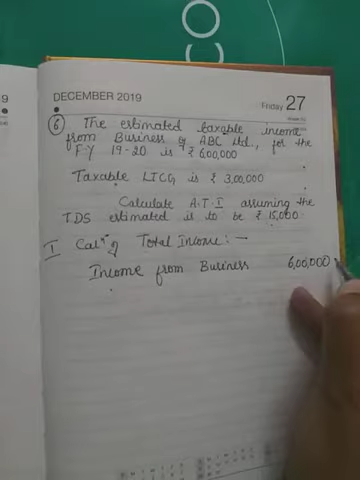 DECEMBER 2019
Friday 27
6 The estimated taxable income
from Business of ABC Ltd., for the
F.Y 19-20 is ₹ 6,00,000
Taxable LTCG is ₹ 3,00,000
Calculate A.T.I assuming the
TDS estimated is to be ₹ 15,000
I Calⁿ of Total Income:-
Income from Business 6,00,000